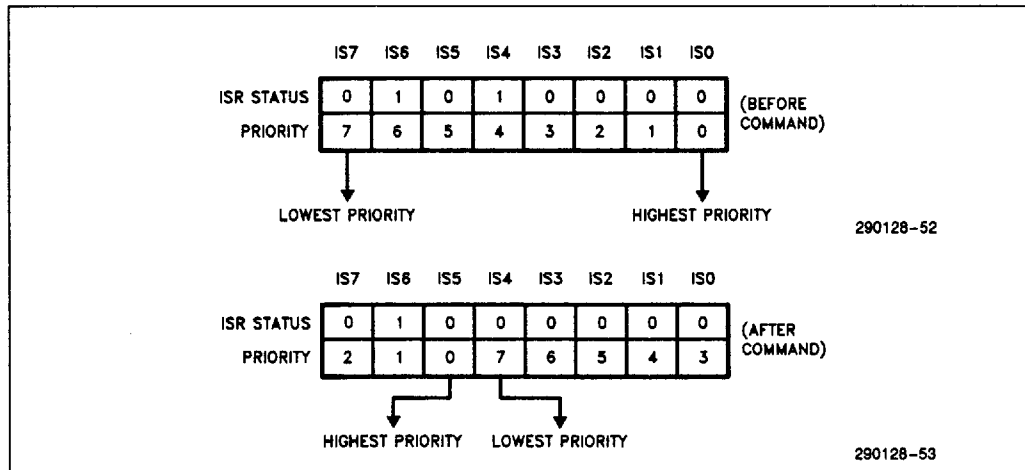 IS7 IS6 IS5 IS4 IS3 IS2 IS1 IS0
ISR STATUS 0 1 0 1 0 0 0 0 (BEFORE
PRIORITY 7 6 5 4 3 2 1 0 COMMAND)
LOWEST PRIORITY HIGHEST PRIORITY
290128-52
IS7 IS6 IS5 IS4 IS3 IS2 IS1 IS0
ISR STATUS 0 1 0 0 0 0 0 0 (AFTER
PRIORITY 2 1 0 7 6 5 4 3 COMMAND)
HIGHEST PRIORITY LOWEST PRIORITY
290128-53